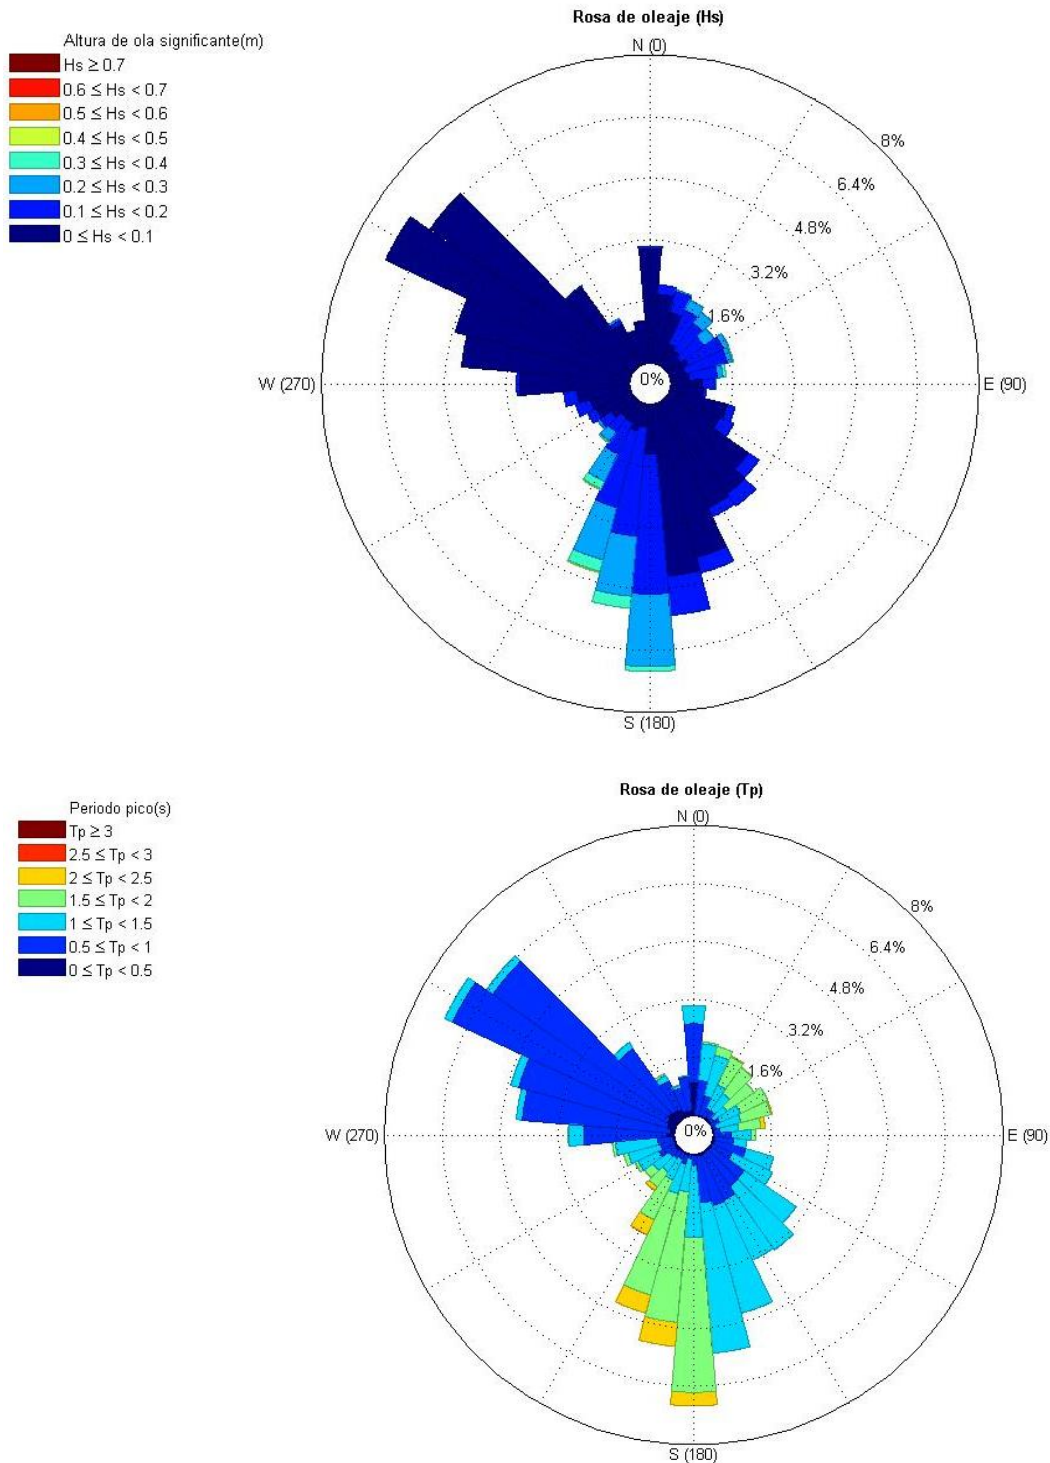 Rosa de oleaje (Hs)
Altura de ola significante(m)
Hs ≥ 0.7
0.6 ≤ Hs < 0.7
0.5 ≤ Hs < 0.6
0.4 ≤ Hs < 0.5
0.3 ≤ Hs < 0.4
0.2 ≤ Hs < 0.3
0.1 ≤ Hs < 0.2
0 ≤ Hs < 0.1
N (0)
8%
6.4%
4.8%
3.2%
1.6%
0%
W (270)
E (90)
S (180)
Rosa de oleaje (Tp)
Periodo pico(s)
Tp ≥ 3
2.5 ≤ Tp < 3
2 ≤ Tp < 2.5
1.5 ≤ Tp < 2
1 ≤ Tp < 1.5
0.5 ≤ Tp < 1
0 ≤ Tp < 0.5
N (0)
8%
6.4%
4.8%
3.2%
1.6%
0%
W (270)
E (90)
S (180)